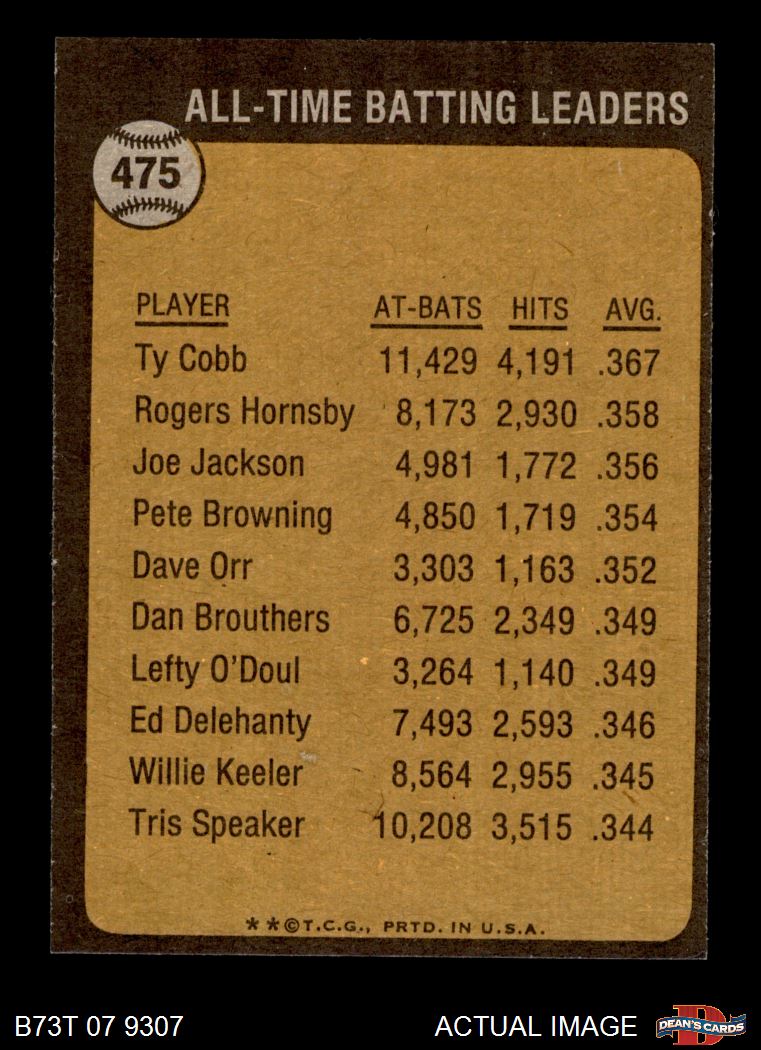 ALL-TIME BATTING LEADERS
475
PLAYER AT-BATS HITS AVG.
Ty Cobb 11,429 4,191 .367
Rogers Hornsby 8,173 2,930 .358
Joe Jackson 4,981 1,772 .356
Pete Browning 4,850 1,719 .354
Dave Orr 3,303 1,163 .352
Dan Brouthers 6,725 2,349 .349
Lefty O'Doul 3,264 1,140 .349
Ed Delehanty 7,493 2,593 .346
Willie Keeler 8,564 2,955 .345
Tris Speaker 10,208 3,515 .344
**©T.C.G., PRTD. IN U.S.A.
B73T 07 9307 ACTUAL IMAGE D DEAN'S CARDS